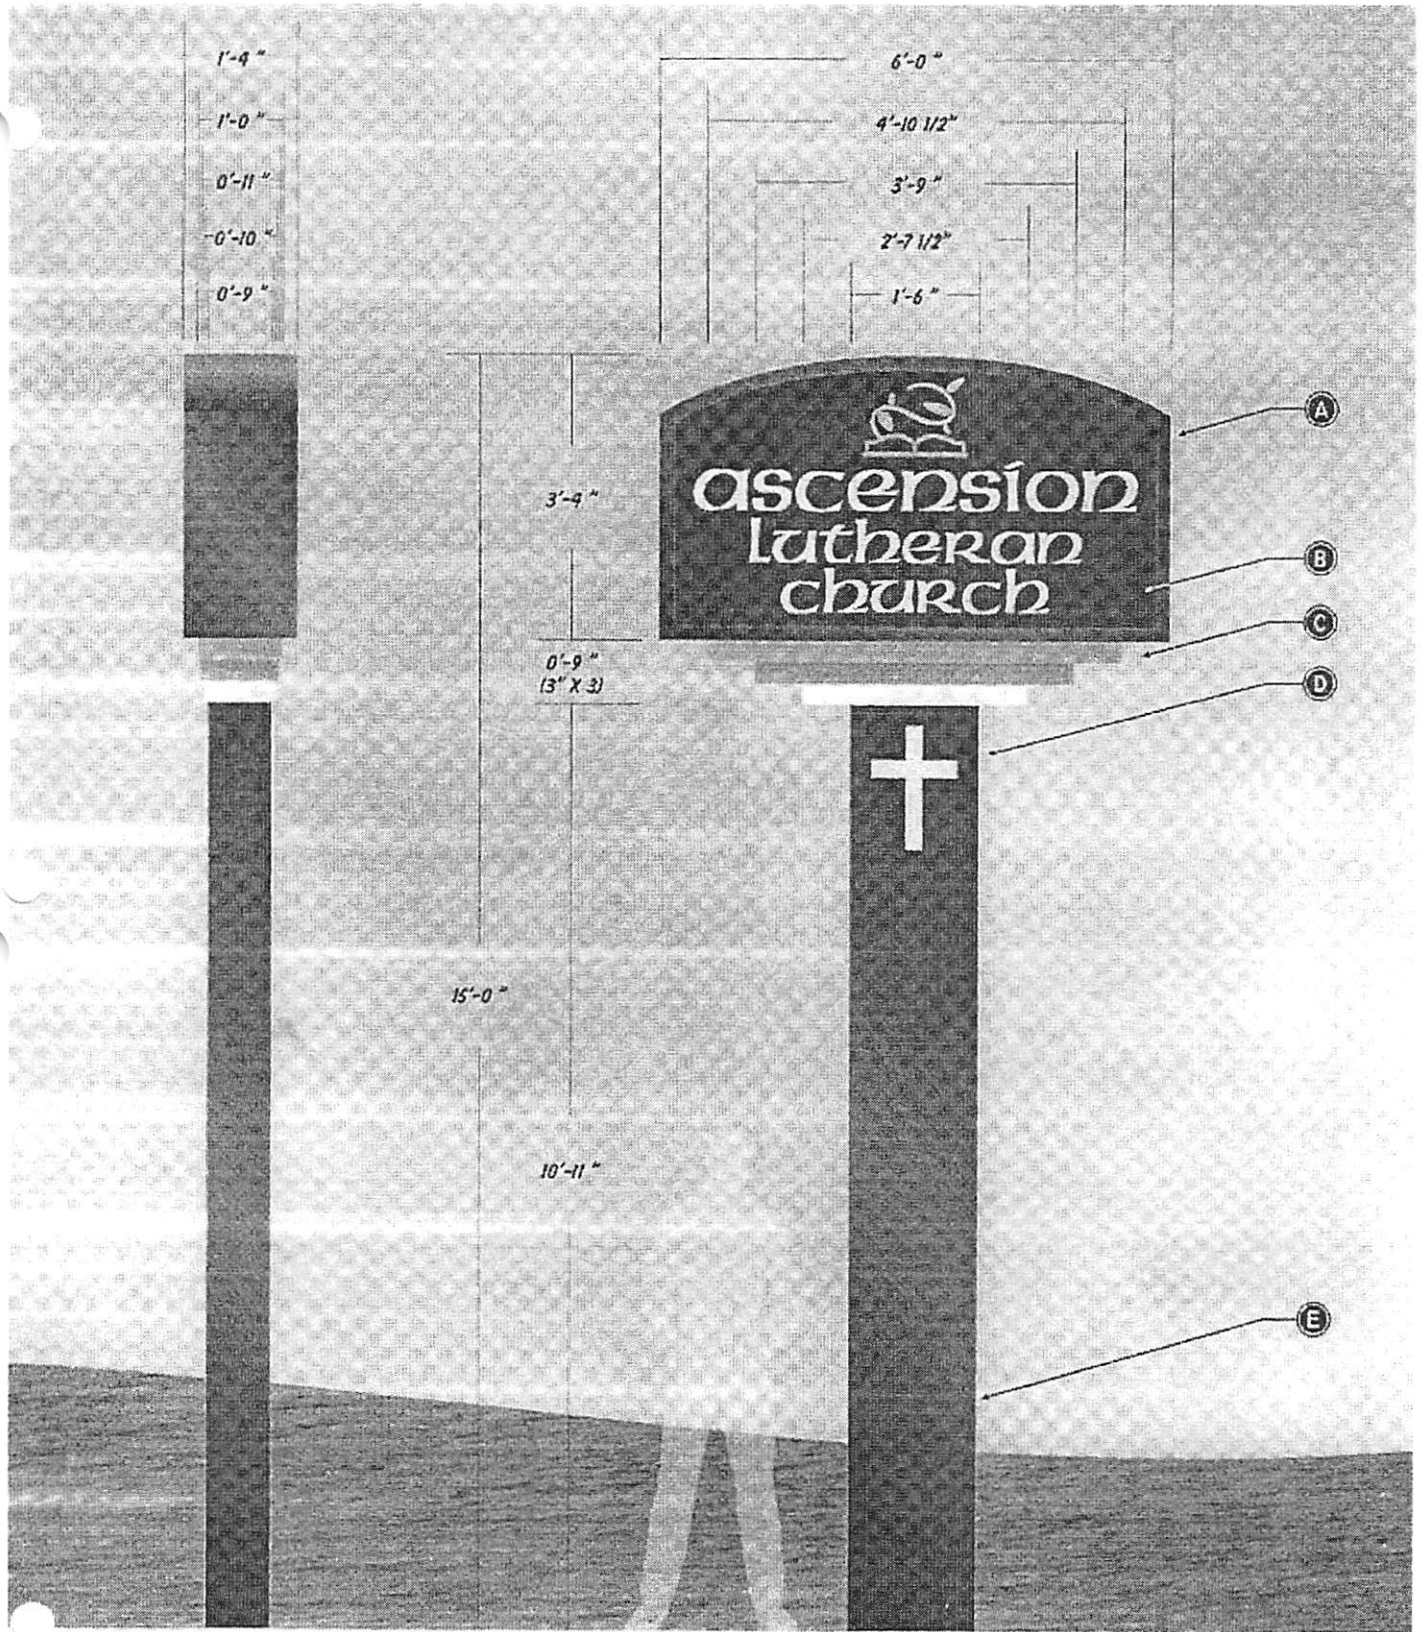 1'-4"
1'-0"
0'-11"
0'-10"
0'-9"
6'-0"
4'-10 1/2"
3'-9"
2'-7 1/2"
1'-6"
3'-4"
0'-9"
(3" X 3)
15'-0"
10'-11"
ascension
lutheran
church
A
B
C
D
E